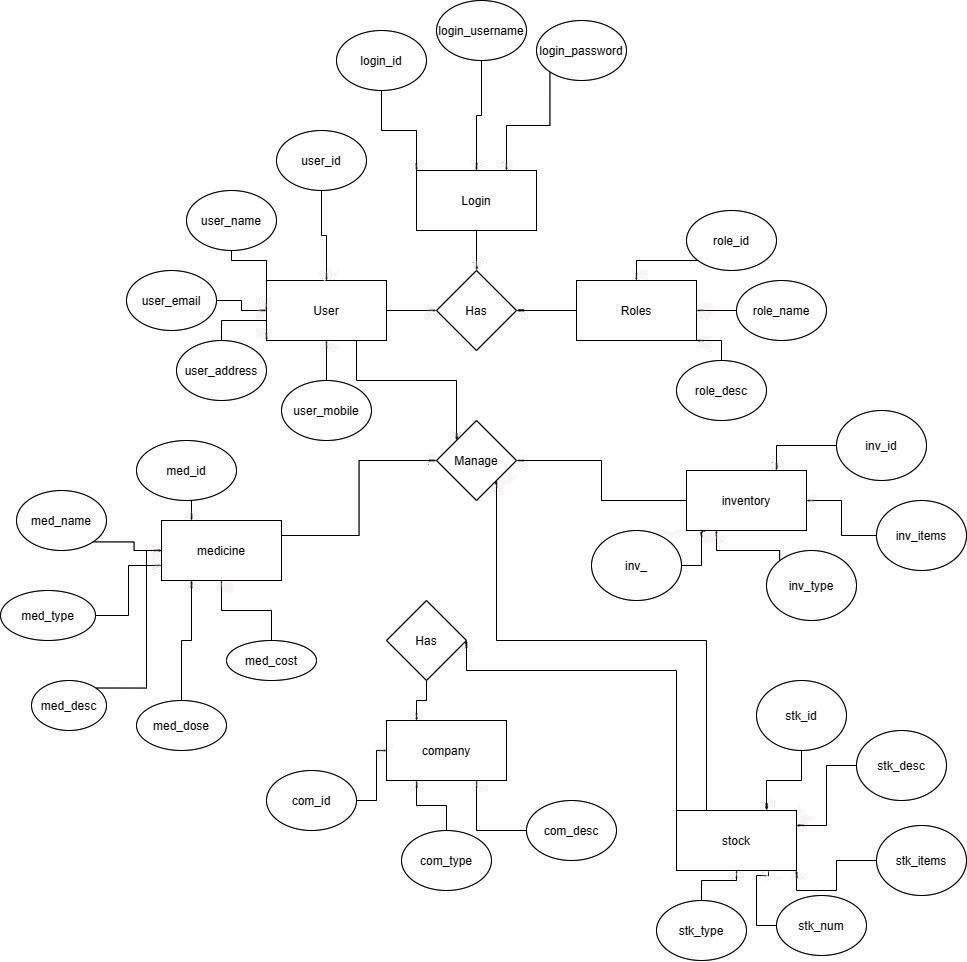 login_username
login_password
login_id
user_id
Login
user_name
role_id
user_email
User
Has
Roles
role_name
user_address
role_desc
user_mobile
inv_id
Manage
med_id
inventory
med_name
inv_items
medicine
inv_
inv_type
med_type
Has
med_cost
med_desc
stk_id
med_dose
company
stk_desc
com_id
com_desc
stock
com_type
stk_items
stk_type
stk_num